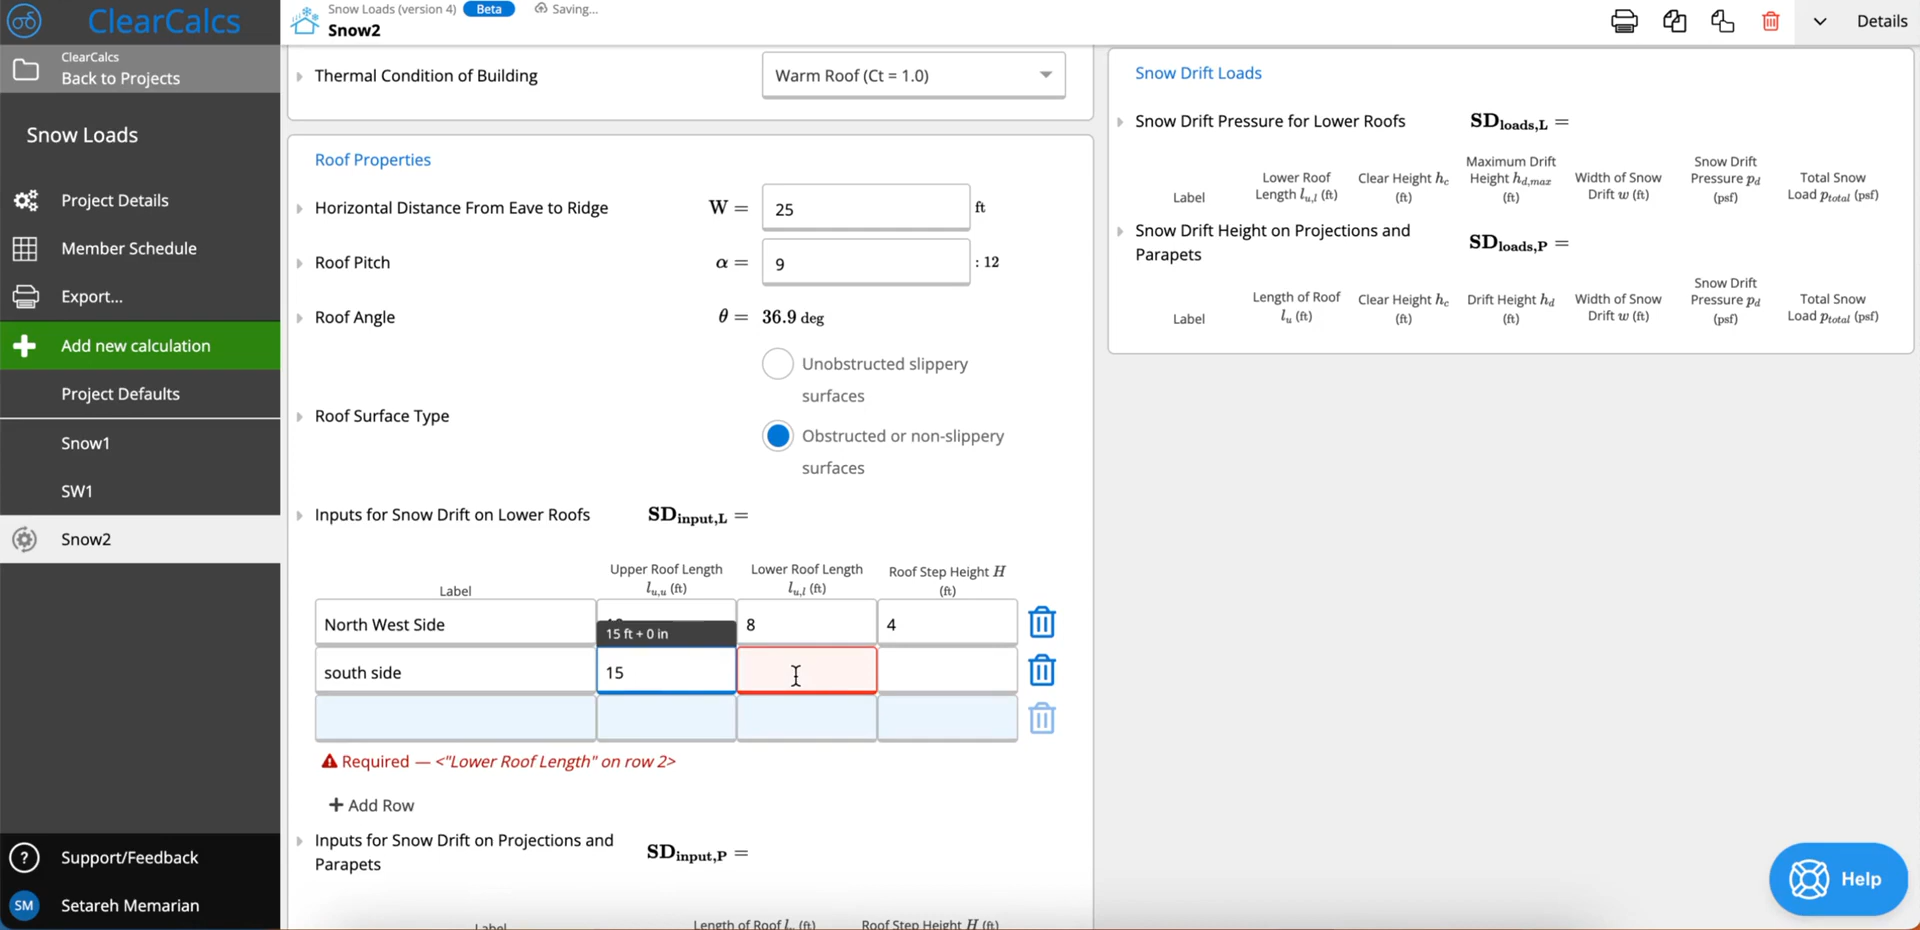 ClearCalcs
Snow Loads (version 4) Beta Saving...
Snow2
Details
ClearCalcs
Back to Projects
Snow Loads
Project Details
Member Schedule
Export...
Add new calculation
Project Defaults
Snow1
SW1
Snow2
Support/Feedback
SM Setareh Memarian
Thermal Condition of Building
Warm Roof (Ct = 1.0)
Roof Properties
Horizontal Distance From Eave to Ridge W = 25 ft
Roof Pitch α = 9 : 12
Roof Angle θ = 36.9 deg
Roof Surface Type
Unobstructed slippery
surfaces
Obstructed or non-slippery
surfaces
Inputs for Snow Drift on Lower Roofs SDinput,L =
Label
Upper Roof Length
lu,u (ft)
Lower Roof Length
lu,l (ft)
Roof Step Height H
(ft)
North West Side 8 4
15 ft + 0 in
south side 15
Required — <"Lower Roof Length" on row 2>
+ Add Row
Inputs for Snow Drift on Projections and
Parapets
SDinput,P =
Label Length of Roof lu (ft) Roof Step Height H (ft)
Snow Drift Loads
Snow Drift Pressure for Lower Roofs SDloads,L =
Label
Lower Roof
Length lu,l (ft)
Clear Height hc
(ft)
Maximum Drift
Height hd,max
(ft)
Width of Snow
Drift w (ft)
Snow Drift
Pressure pd
(psf)
Total Snow
Load ptotal (psf)
Snow Drift Height on Projections and
Parapets
SDloads,P =
Label
Length of Roof
lu (ft)
Clear Height hc
(ft)
Drift Height hd
(ft)
Width of Snow
Drift w (ft)
Snow Drift
Pressure pd
(psf)
Total Snow
Load ptotal (psf)
? 
Help